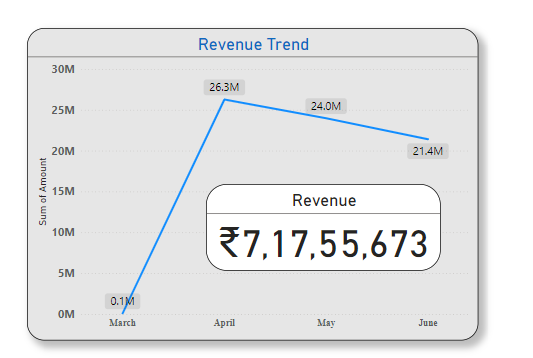 Revenue Trend
30M
26.3M
25M
24.0M
20M
21.4M
Sum of Amount
15M
Revenue
10M
₹7,17,55,673
5M
0.1M
0M
March April May June